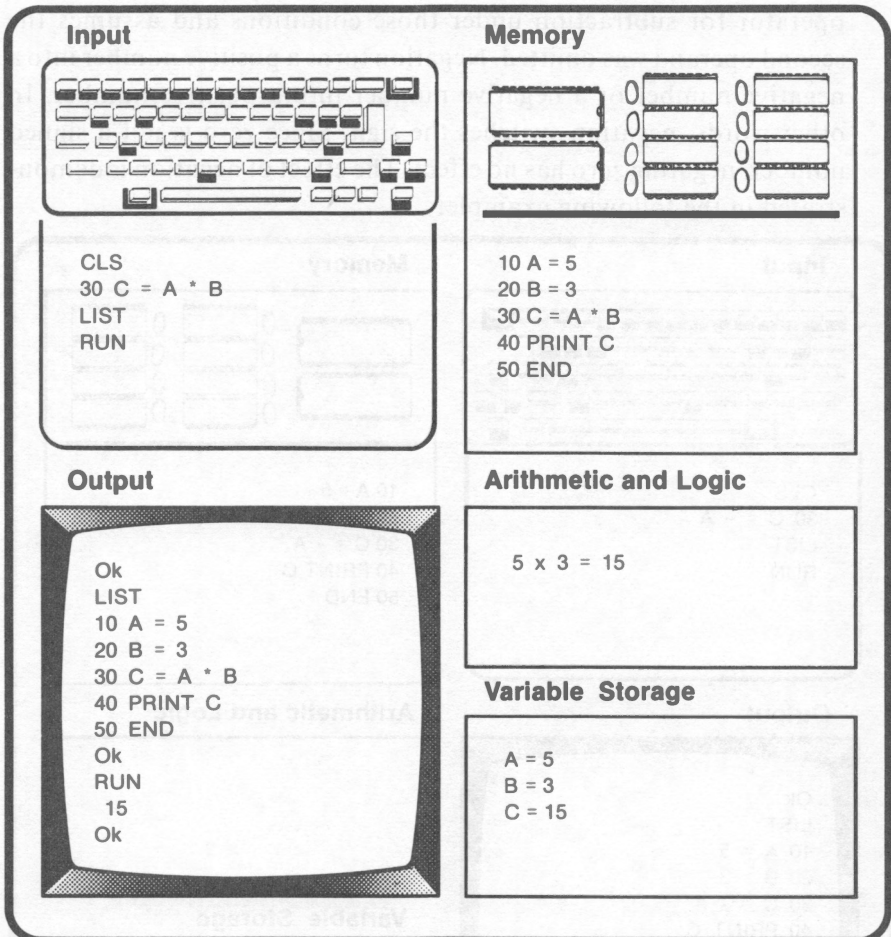 Input
CLS
30 C = A * B
LIST
RUN
Memory
10 A = 5
20 B = 3
30 C = A * B
40 PRINT C
50 END
Output
Ok
LIST
10 A = 5
20 B = 3
30 C = A * B
40 PRINT C
50 END
Ok
RUN
15
Ok
Arithmetic and Logic
5 x 3 = 15
Variable Storage
A = 5
B = 3
C = 15